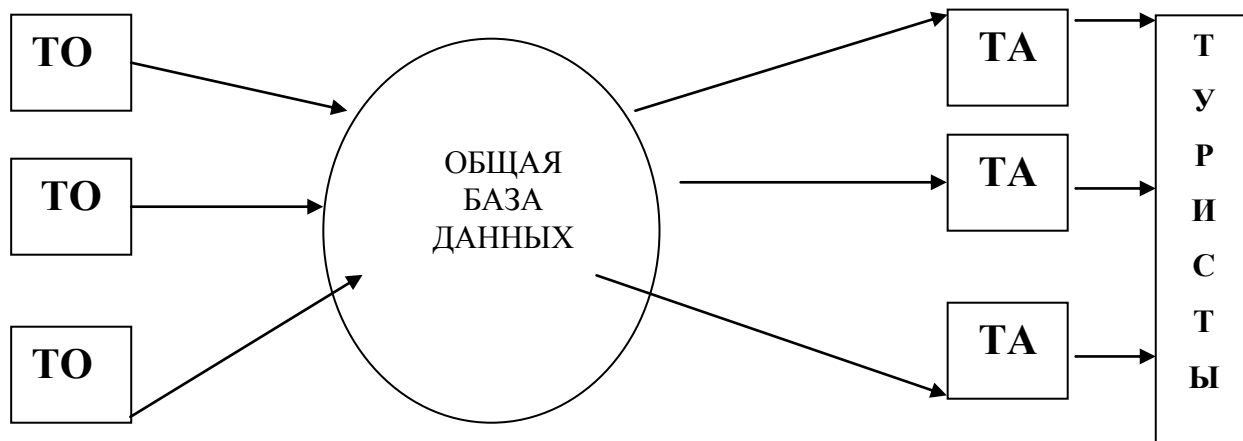 ТО
ТО
ТО
ОБЩАЯ
БАЗА
ДАННЫХ
ТА
ТА
ТА
Т
У
Р
И
С
Т
Ы